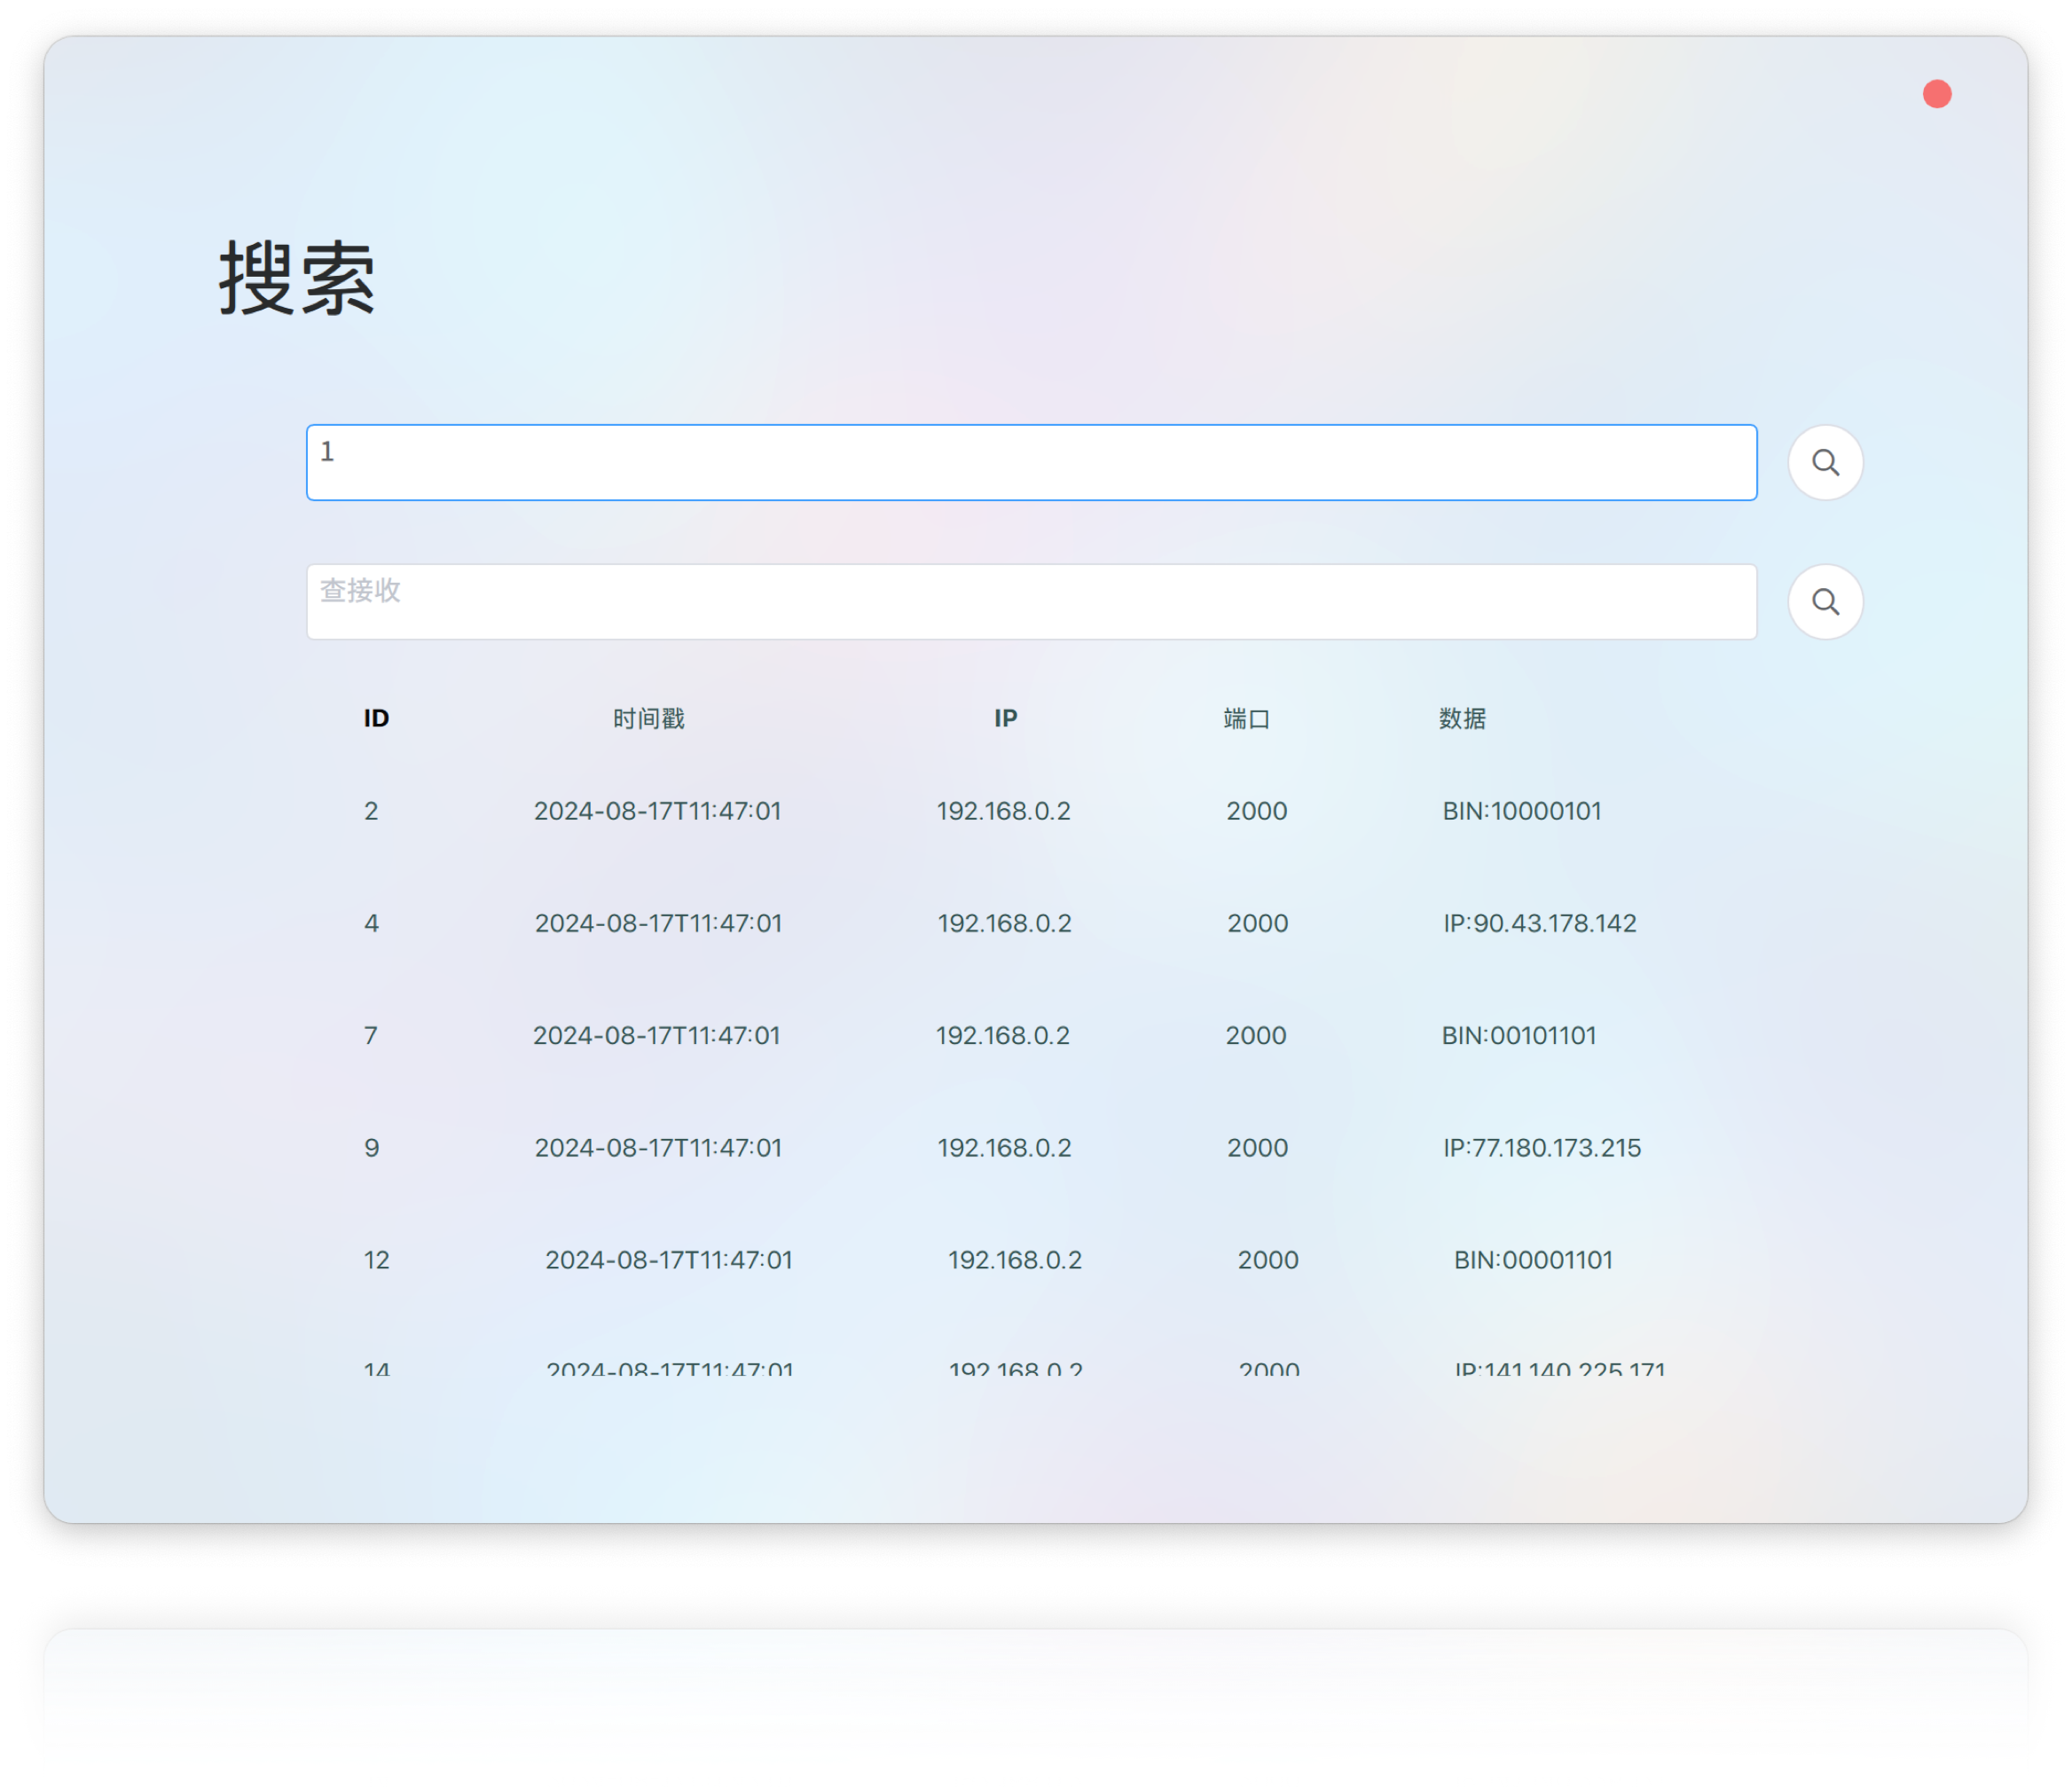 搜索
1
查接收
ID 时间戳 IP 端口 数据
2 2024-08-17T11:47:01 192.168.0.2 2000 BIN:10000101
4 2024-08-17T11:47:01 192.168.0.2 2000 IP:90.43.178.142
7 2024-08-17T11:47:01 192.168.0.2 2000 BIN:00101101
9 2024-08-17T11:47:01 192.168.0.2 2000 IP:77.180.173.215
12 2024-08-17T11:47:01 192.168.0.2 2000 BIN:00001101
14 2024-08-17T11:47:01 192.168.0.2 2000 IP:141.140.225.171